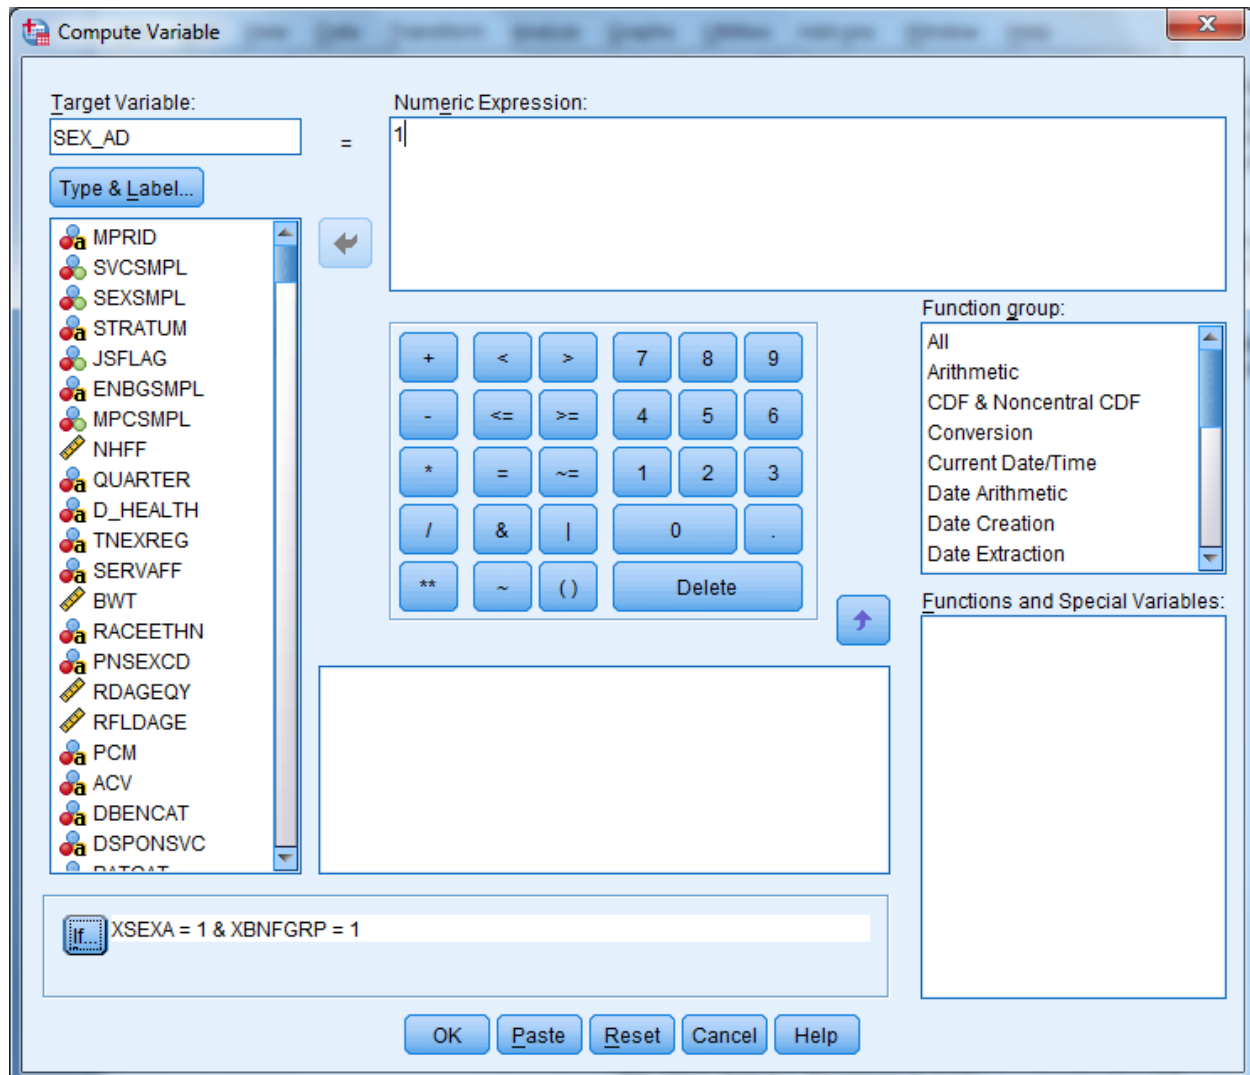 Compute Variable
Target Variable:
SEX_AD
=
Numeric Expression:
1
Type & Label...
MPRID
SVCSMPL
SEXSMPL
STRATUM
JSFLAG
ENBGSMPL
MPCSMPL
NHFF
QUARTER
D_HEALTH
TNEXREG
SERVAFF
BWT
RACEETHN
PNSEXCD
RDAGEQY
RFLDAGE
PCM
ACV
DBENCAT
DSPONSVC
+ < > 7 8 9
- <= >= 4 5 6
* = ~= 1 2 3
/ & | 0 .
** ~ ( ) Delete
Function group:
All
Arithmetic
CDF & Noncentral CDF
Conversion
Current Date/Time
Date Arithmetic
Date Creation
Date Extraction
Functions and Special Variables:
If... XSEXA = 1 & XBNFGRP = 1
OK Paste Reset Cancel Help